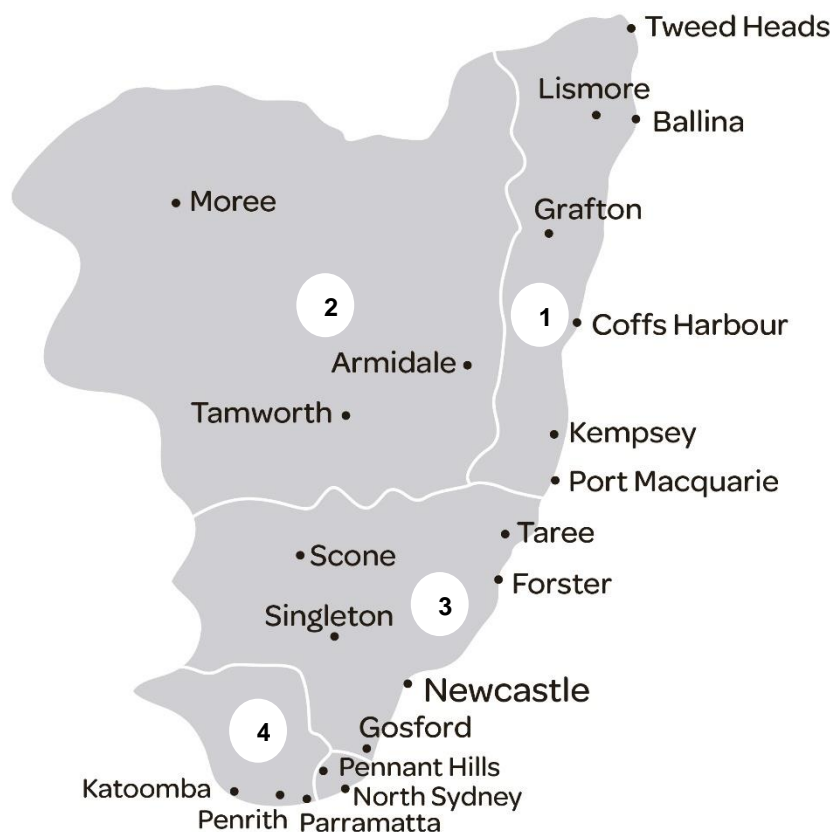 Tweed Heads
Lismore
Ballina
Moree
Grafton
2
1
Coffs Harbour
Armidale
Tamworth
Kempsey
Port Macquarie
Taree
Scone
Forster
3
Singleton
Newcastle
4
Gosford
Pennant Hills
Katoomba
North Sydney
Penrith
Parramatta